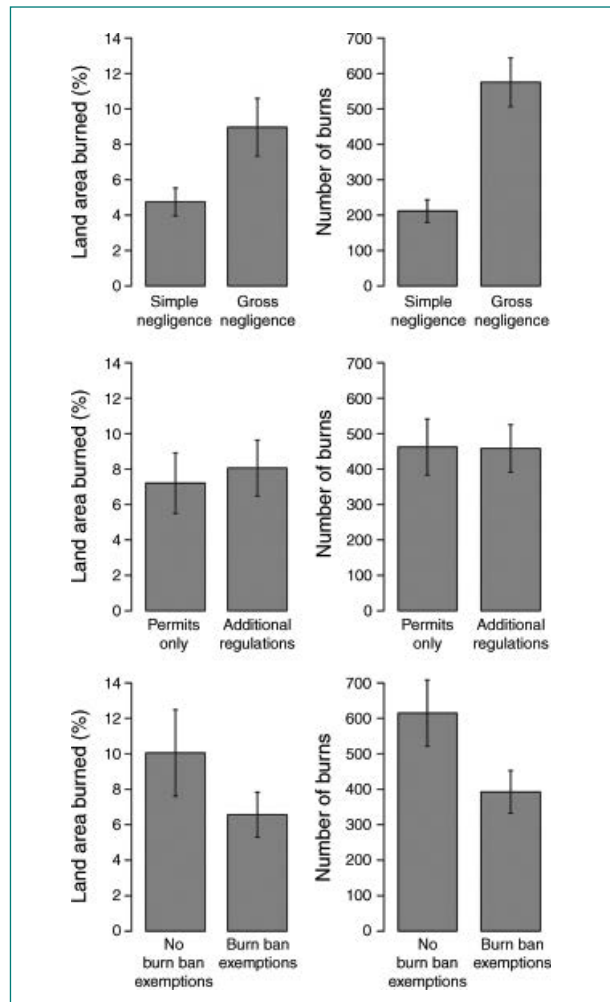 Land area burned (%)
14
12
10
8
6
4
2
0
Simple
negligence
Gross
negligence
Number of burns
700
600
500
400
300
200
100
0
Simple
negligence
Gross
negligence
Land area burned (%)
14
12
10
8
6
4
2
0
Permits
only
Additional
regulations
Number of burns
700
600
500
400
300
200
100
0
Permits
only
Additional
regulations
Land area burned (%)
14
12
10
8
6
4
2
0
No
burn ban
exemptions
Burn ban
exemptions
Number of burns
700
600
500
400
300
200
100
0
No
burn ban
exemptions
Burn ban
exemptions